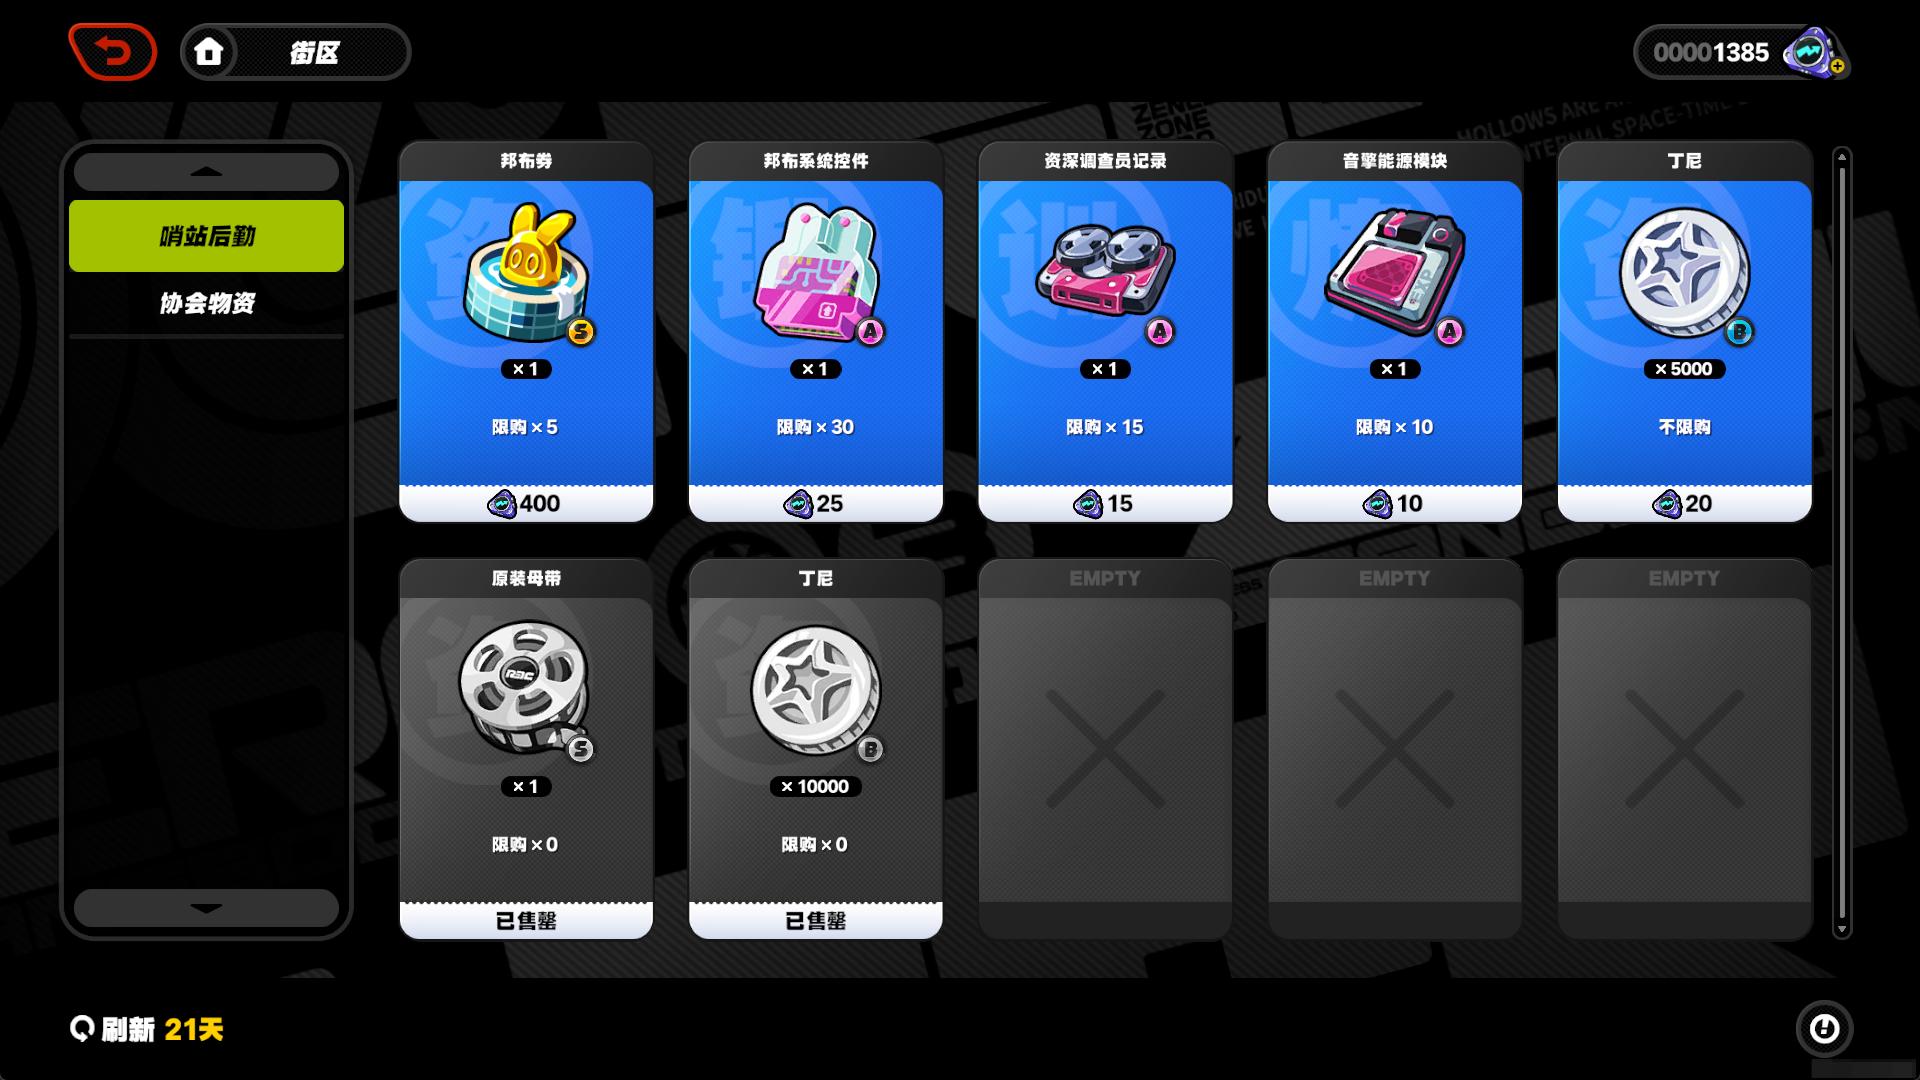 街区
00001385
哨站后勤
协会物资
邦布券
S
×1
限购×5
400
邦布系统控件
A
×1
限购×30
25
资深调查员记录
A
×1
限购×15
15
音擎能源模块
A
×1
限购×10
10
丁尼
B
×5000
不限购
20
原装母带
S
×1
限购×0
已售罄
丁尼
B
×10000
限购×0
已售罄
EMPTY
EMPTY
EMPTY
刷新 21天